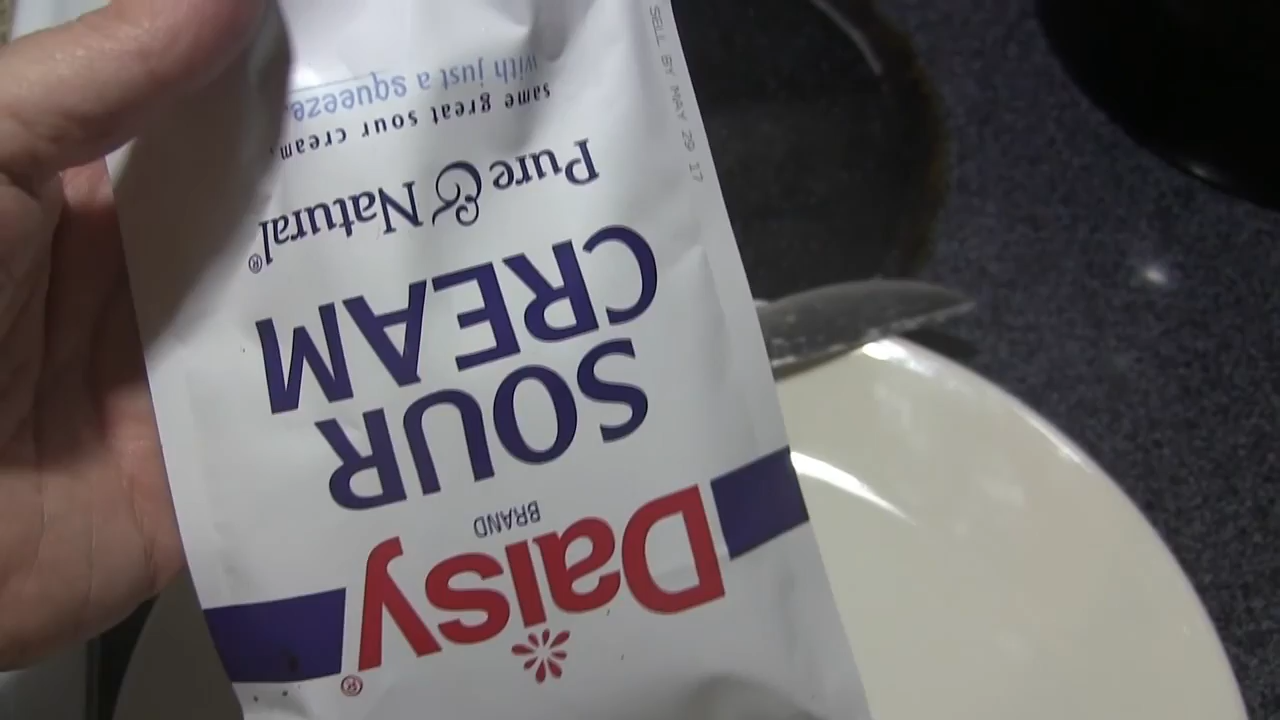 Daisy®
BRAND
SOUR
CREAM
Pure & Natural®
same great sour cream,
with just a squeeze.
SELL BY MAY 29 17